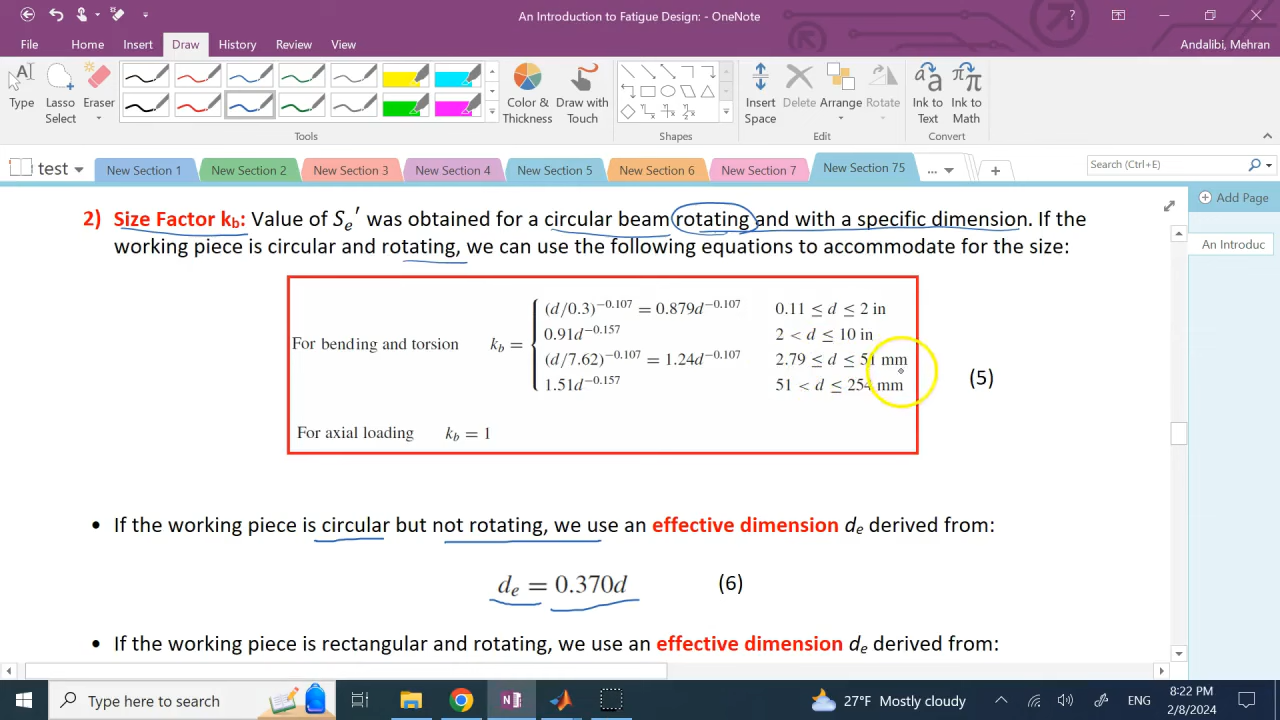 An Introduction to Fatigue Design: - OneNote
File Home Insert Draw History Review View
Andalibi, Mehran
Type
Lasso Select
Eraser
Color & Thickness
Draw with Touch
Insert Space
Delete
Arrange
Rotate
Ink to Text
Ink to Math
Tools
Shapes
Edit
Convert
test
New Section 1
New Section 2
New Section 3
New Section 4
New Section 5
New Section 6
New Section 7
New Section 75
...
Search (Ctrl+E)
Add Page
An Introduc
2) Size Factor kb: Value of Se′ was obtained for a circular beam rotating and with a specific dimension. If the
working piece is circular and rotating, we can use the following equations to accommodate for the size:
(d/0.3)^−0.107 = 0.879d^−0.107 0.11 ≤ d ≤ 2 in
0.91d^−0.157 2 < d ≤ 10 in
For bending and torsion kb =
(d/7.62)^−0.107 = 1.24d^−0.107 2.79 ≤ d ≤ 51 mm
1.51d^−0.157 51 < d ≤ 254 mm
(5)
For axial loading kb = 1
• If the working piece is circular but not rotating, we use an effective dimension de derived from:
de = 0.370d (6)
• If the working piece is rectangular and rotating, we use an effective dimension de derived from:
Type here to search
27°F Mostly cloudy
ENG
8:22 PM
2/8/2024